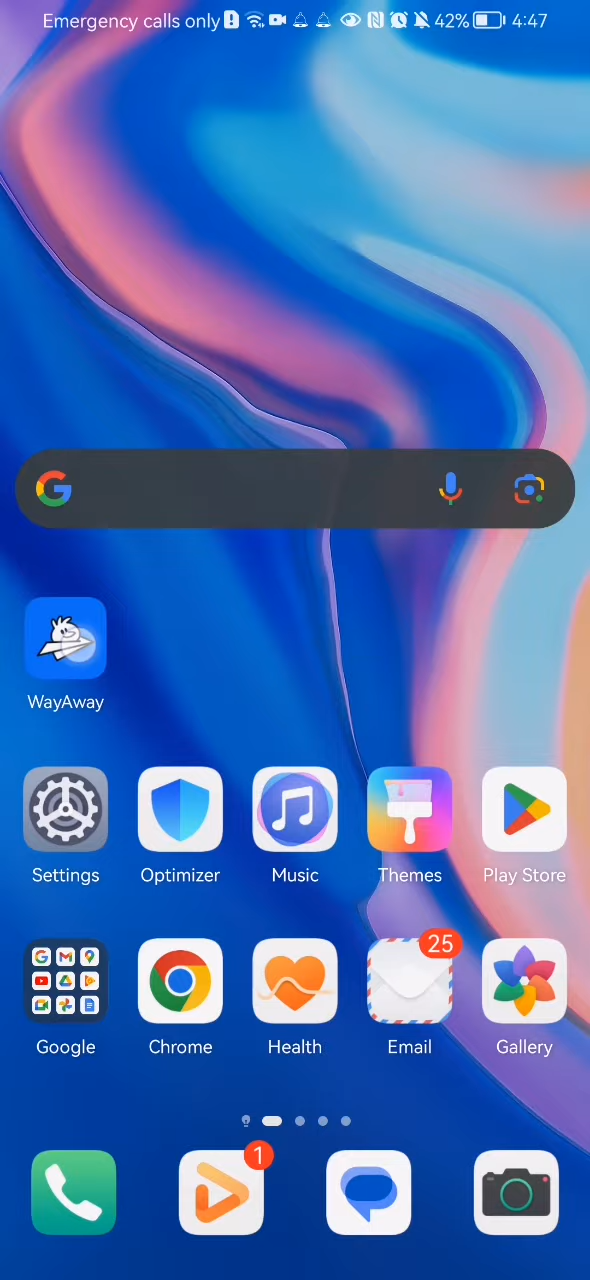 Emergency calls only 42% 4:47
WayAway
Settings Optimizer Music Themes Play Store
25
Google Chrome Health Email Gallery
1